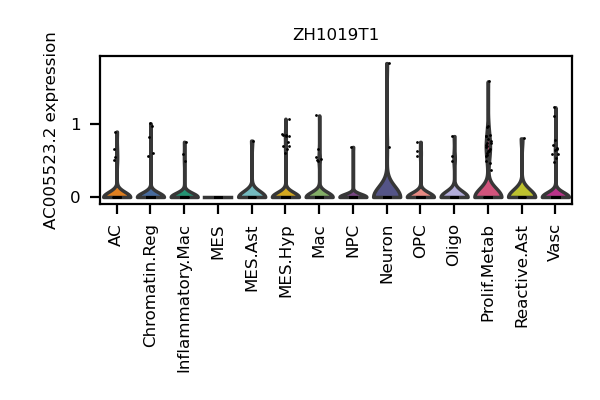 ZH1019T1
AC005523.2 expression
1
0
AC
Chromatin.Reg
Inflammatory.Mac
MES
MES.Ast
MES.Hyp
Mac
NPC
Neuron
OPC
Oligo
Prolif.Metab
Reactive.Ast
Vasc